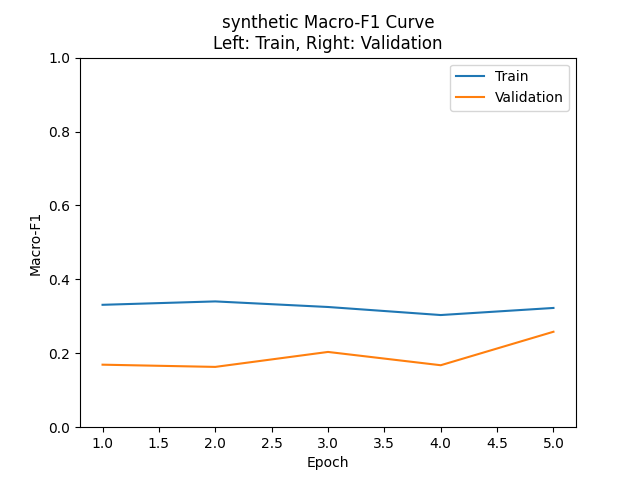 synthetic Macro-F1 Curve
Left: Train, Right: Validation
Train
Validation
1.0
0.8
0.6
0.4
0.2
0.0
Macro-F1
1.0 1.5 2.0 2.5 3.0 3.5 4.0 4.5 5.0
Epoch